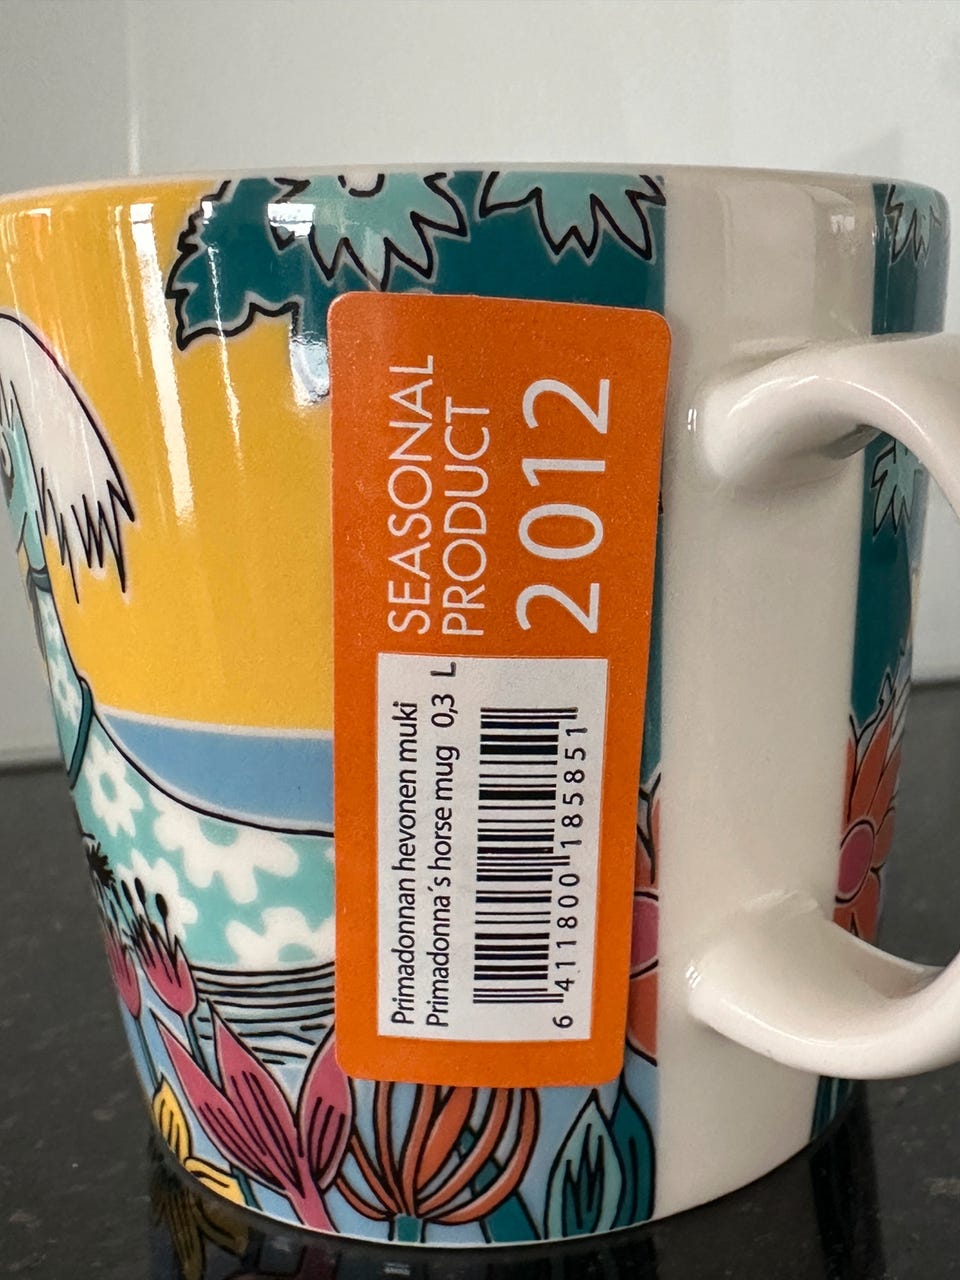 SEASONAL
PRODUCT
2012
Primadonnan hevonen muki
Primadonna´s horse mug 0,3 L
6 411800 185851